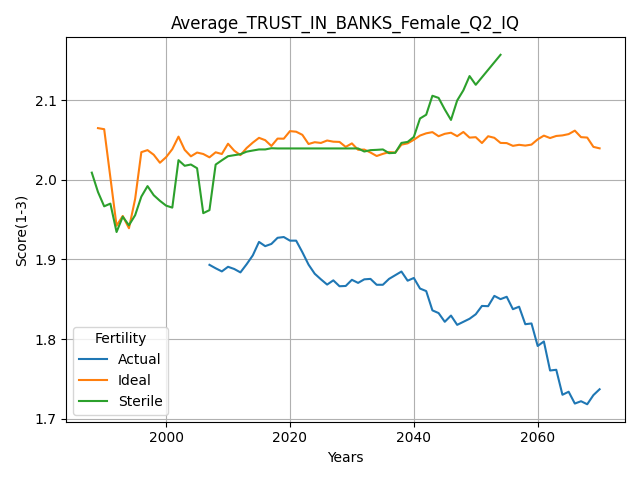 Average_TRUST_IN_BANKS_Female_Q2_IQ
Score(1-3)
2.1
2.0
1.9
1.8
1.7
Fertility
Actual
Ideal
Sterile
2000 2020 2040 2060
Years